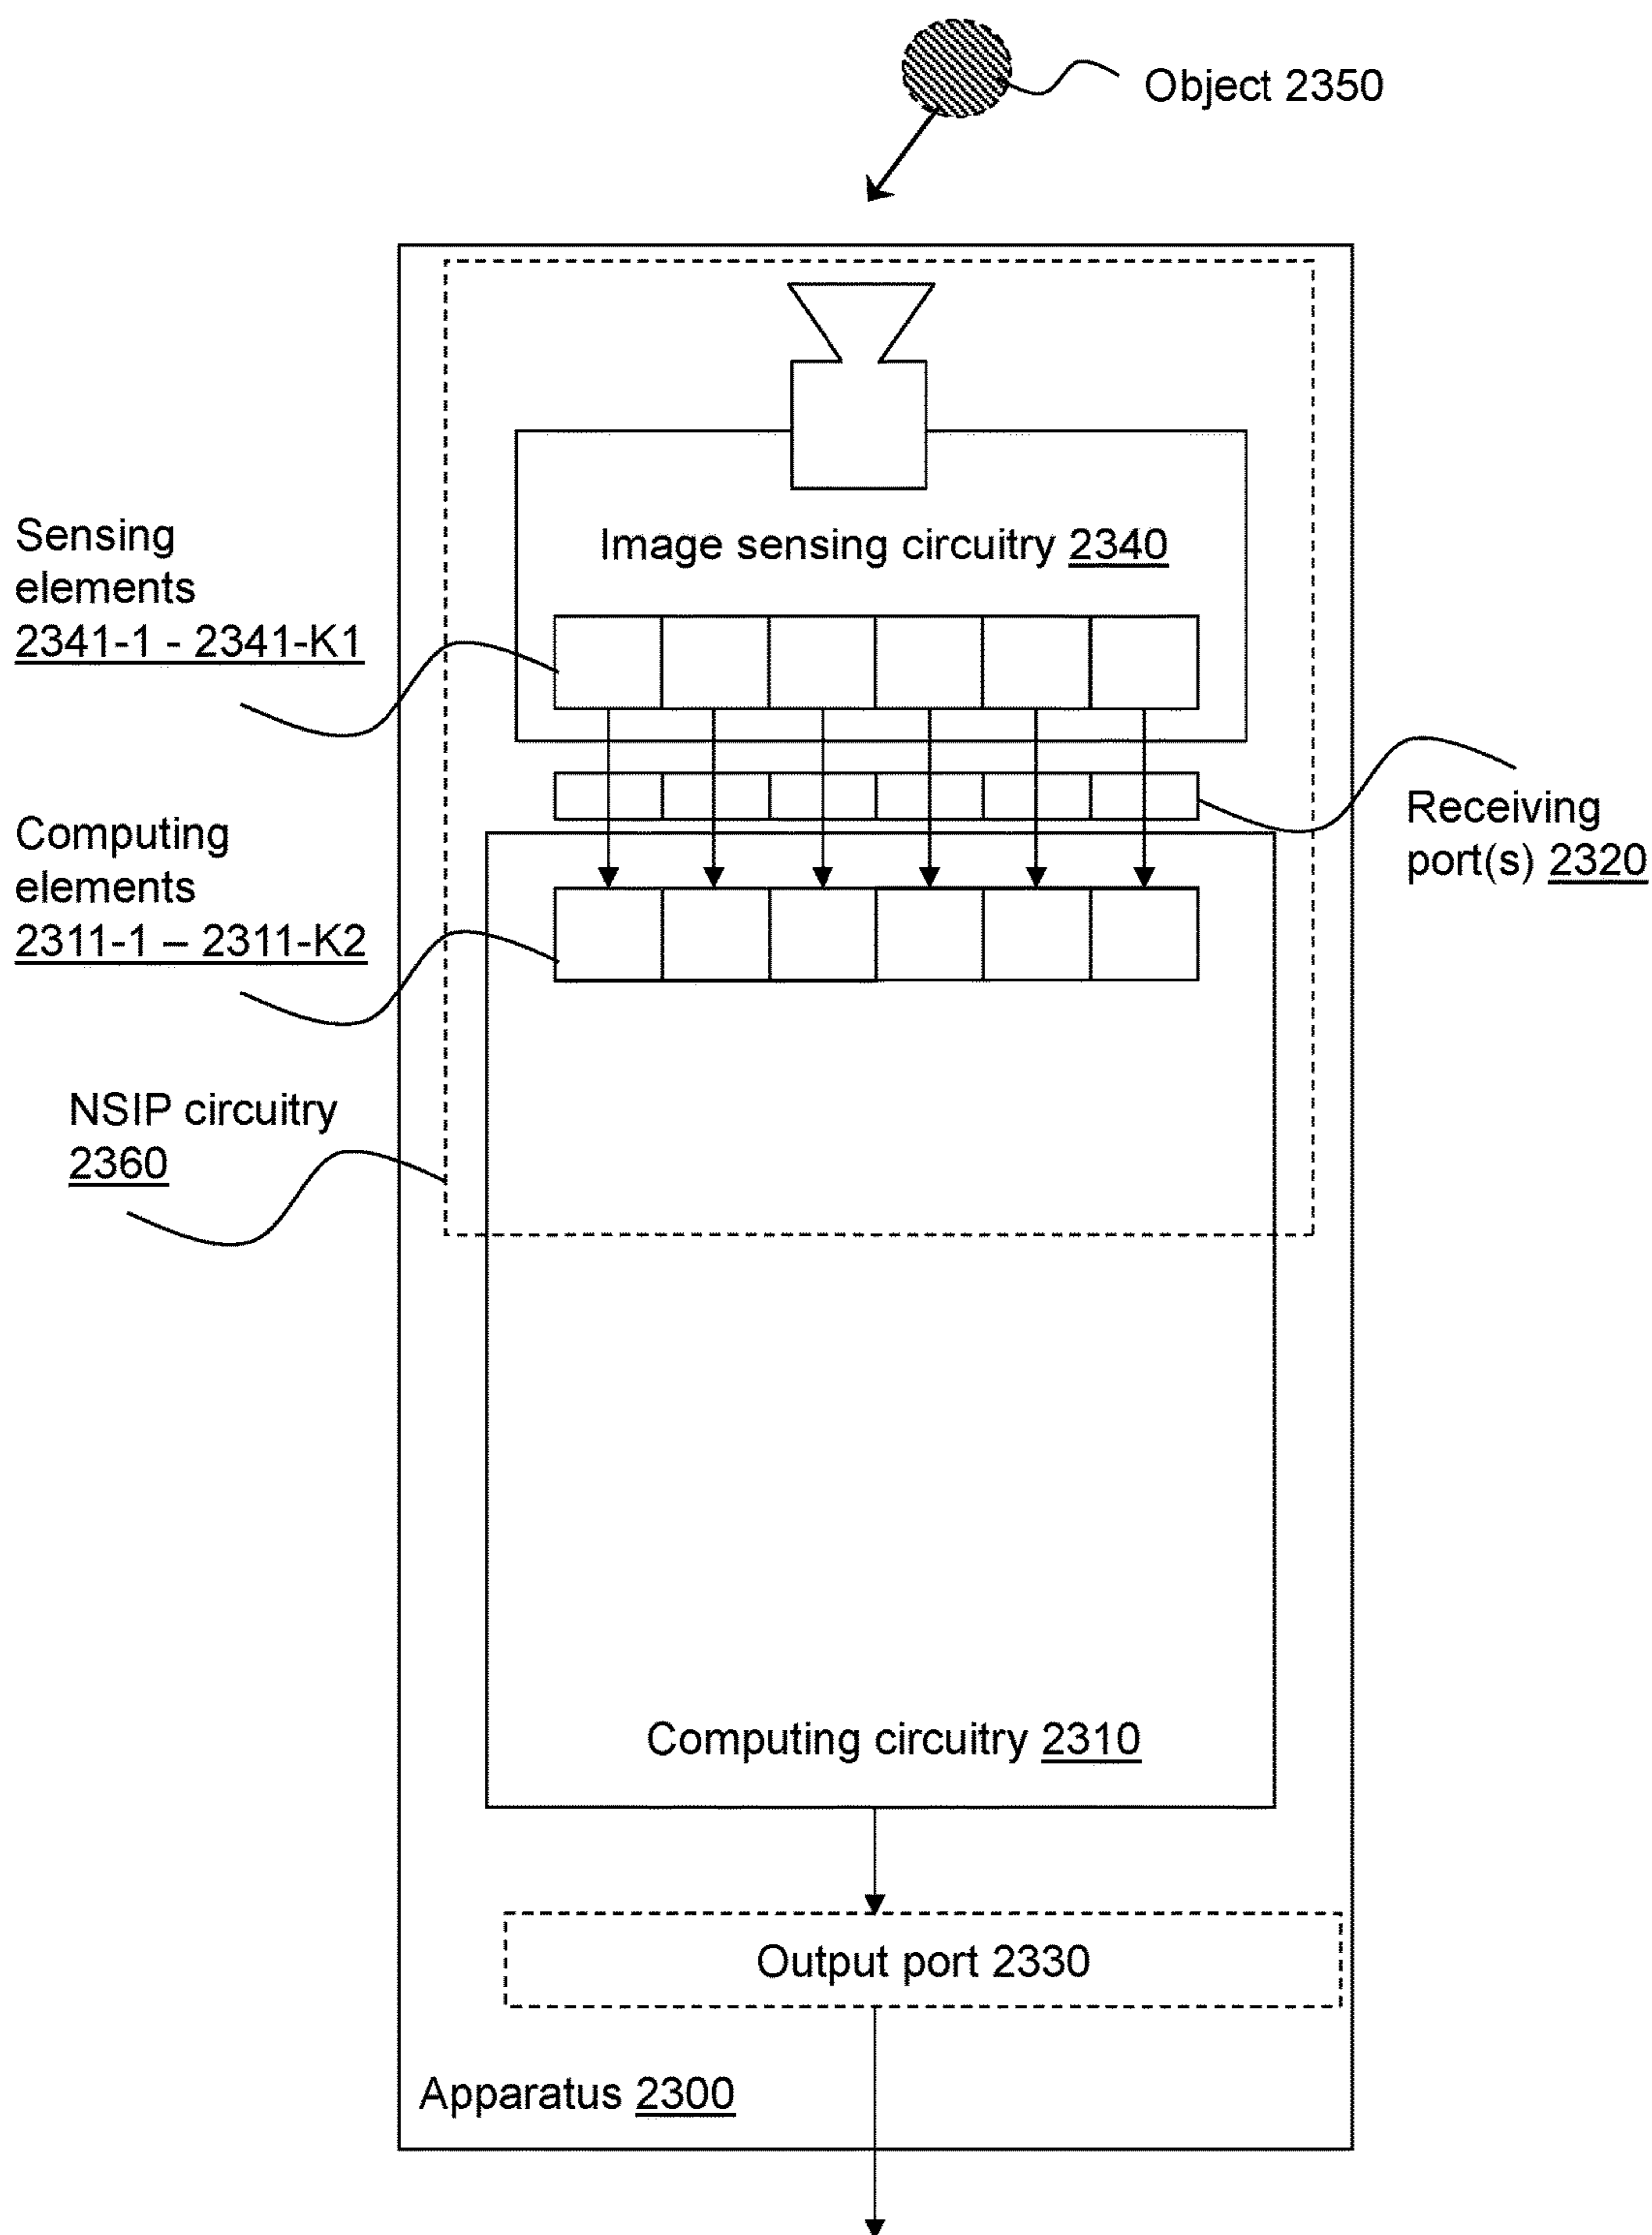 Object 2350
Image sensing circuitry 2340
Sensing
elements
2341-1 - 2341-K1
Receiving
port(s) 2320
Computing
elements
2311-1 – 2311-K2
NSIP circuitry
2360
Computing circuitry 2310
Output port 2330
Apparatus 2300